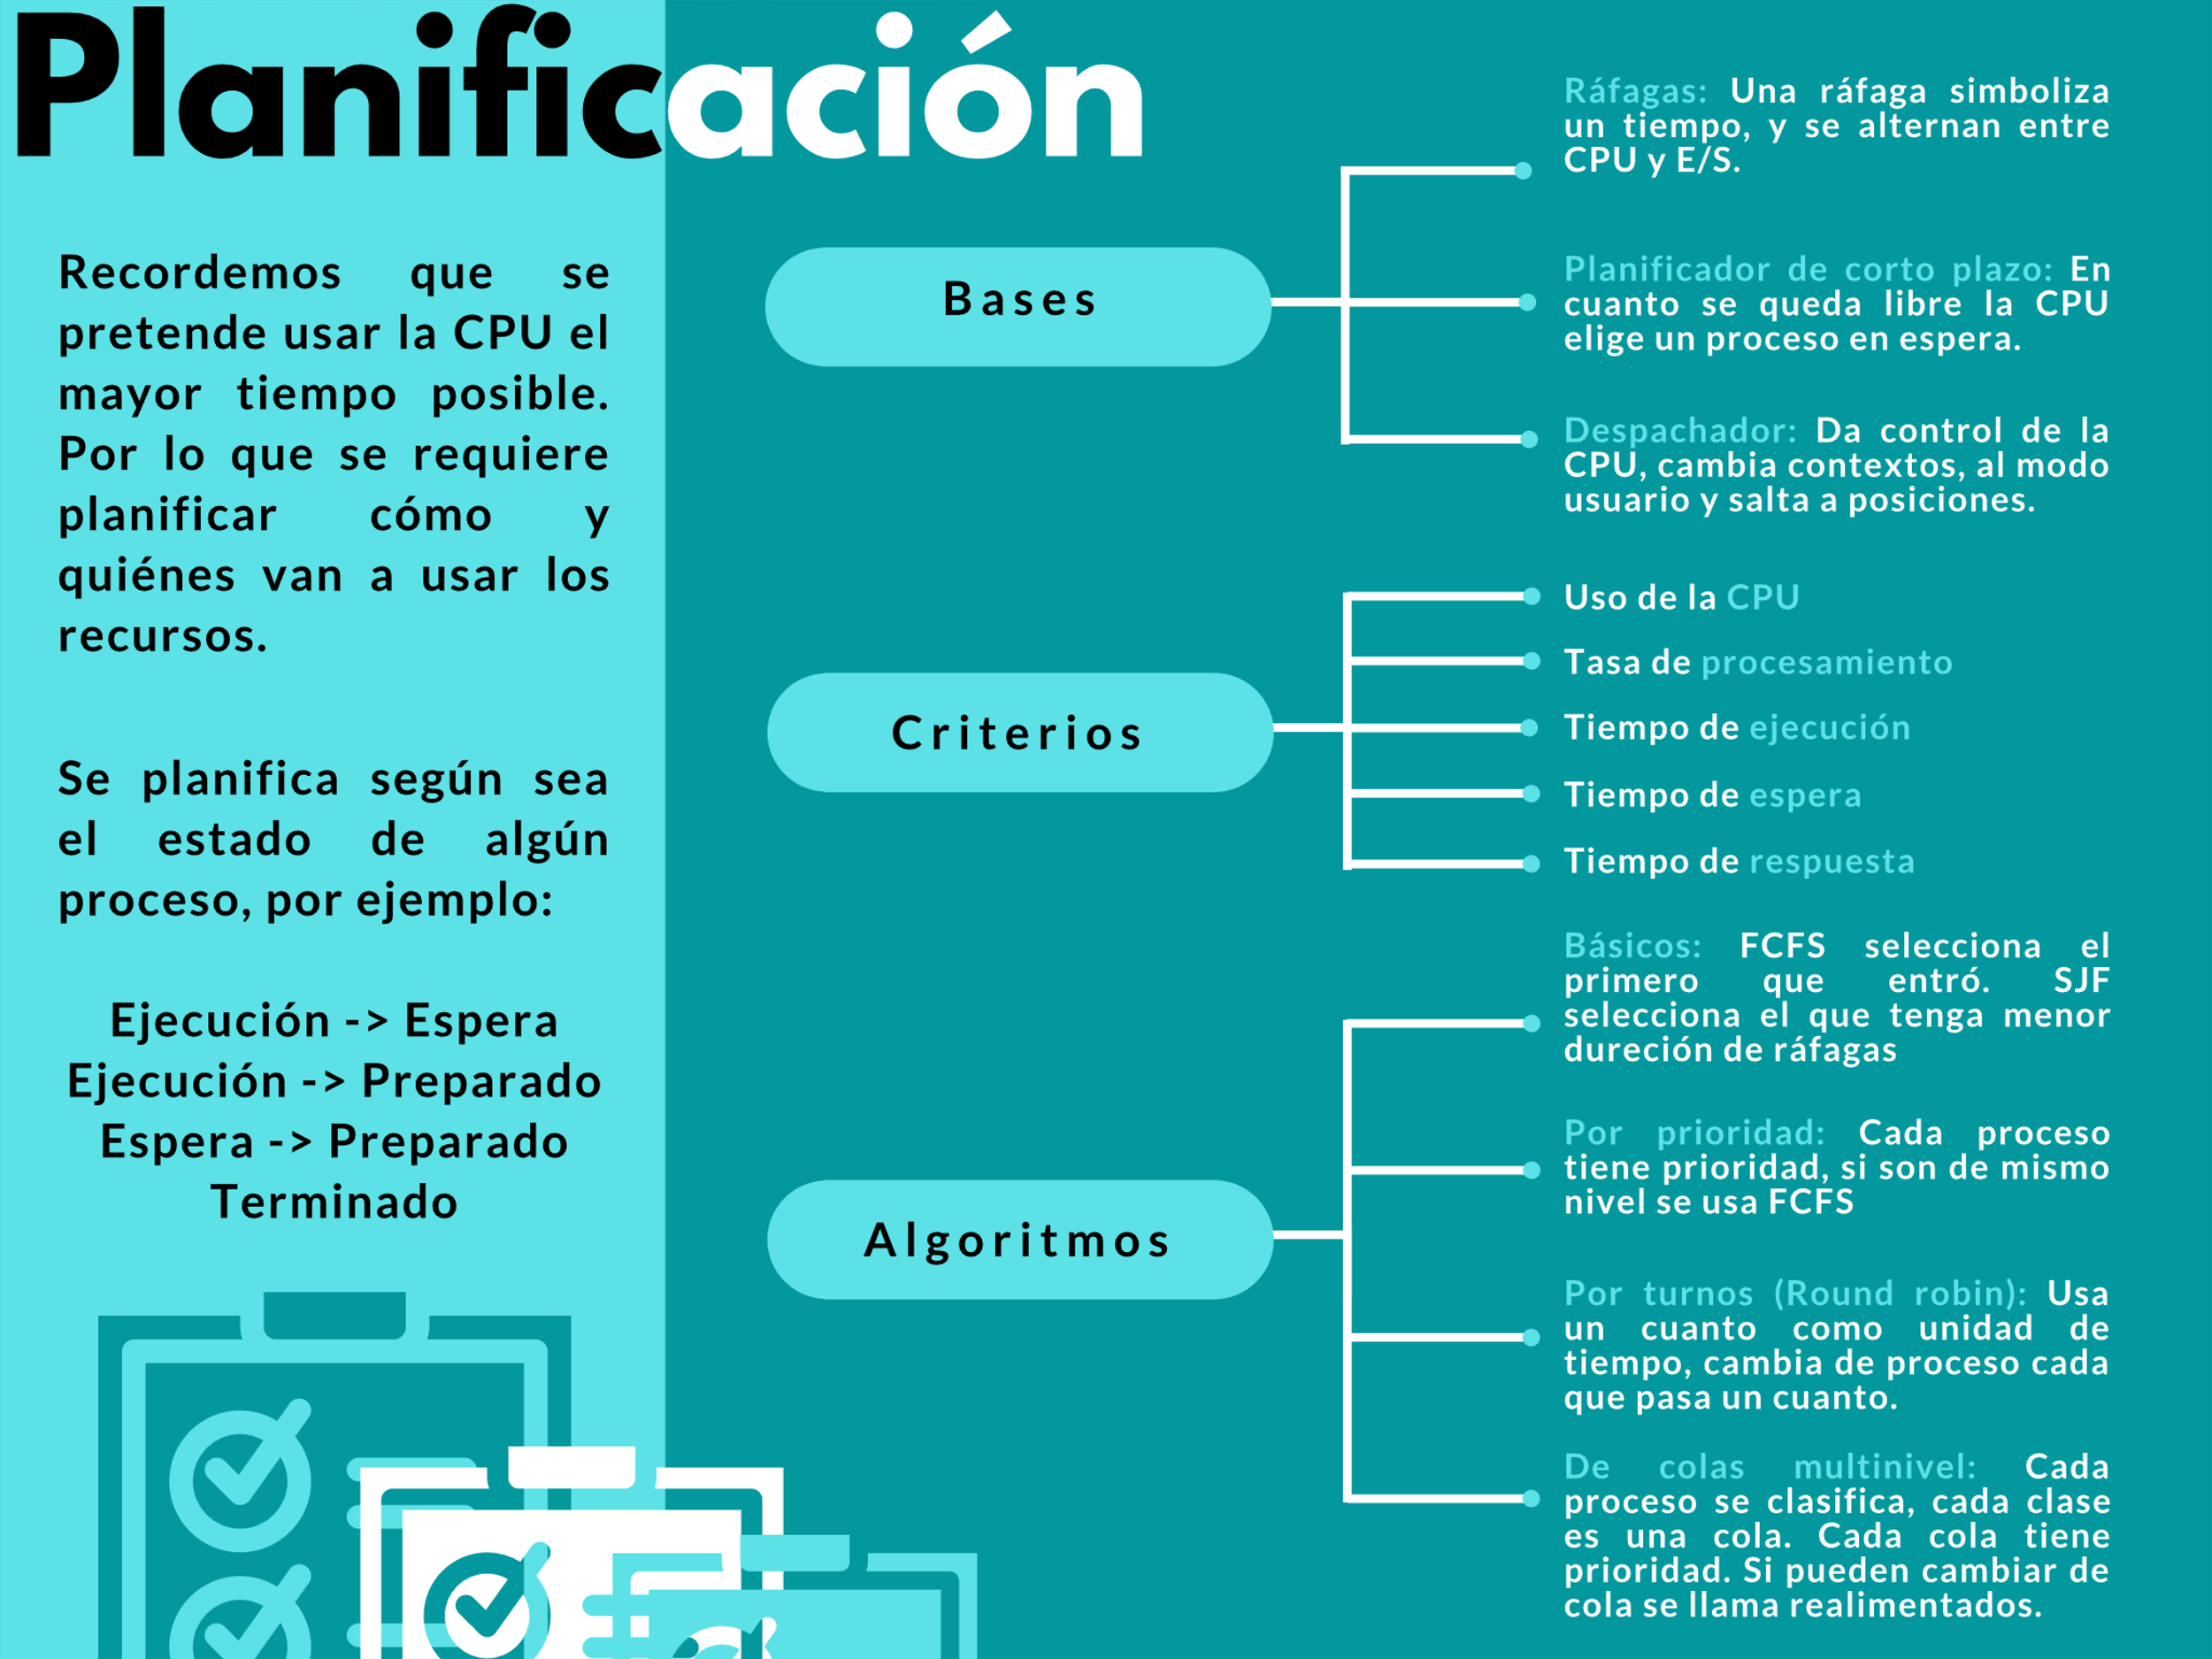 Planificación
Recordemos que se
pretende usar la CPU el
mayor tiempo posible.
Por lo que se requiere
planificar cómo y
quiénes van a usar los
recursos.
Se planifica según sea
el estado de algún
proceso, por ejemplo:
Ejecución -> Espera
Ejecución -> Preparado
Espera -> Preparado
Terminado
Bases
Ráfagas: Una ráfaga simboliza
un tiempo, y se alternan entre
CPU y E/S.
Planificador de corto plazo: En
cuanto se queda libre la CPU
elige un proceso en espera.
Despachador: Da control de la
CPU, cambia contextos, al modo
usuario y salta a posiciones.
Criterios
Uso de la CPU
Tasa de procesamiento
Tiempo de ejecución
Tiempo de espera
Tiempo de respuesta
Algoritmos
Básicos: FCFS selecciona el
primero que entró. SJF
selecciona el que tenga menor
dureción de ráfagas
Por prioridad: Cada proceso
tiene prioridad, si son de mismo
nivel se usa FCFS
Por turnos (Round robin): Usa
un cuanto como unidad de
tiempo, cambia de proceso cada
que pasa un cuanto.
De colas multinivel: Cada
proceso se clasifica, cada clase
es una cola. Cada cola tiene
prioridad. Si pueden cambiar de
cola se llama realimentados.